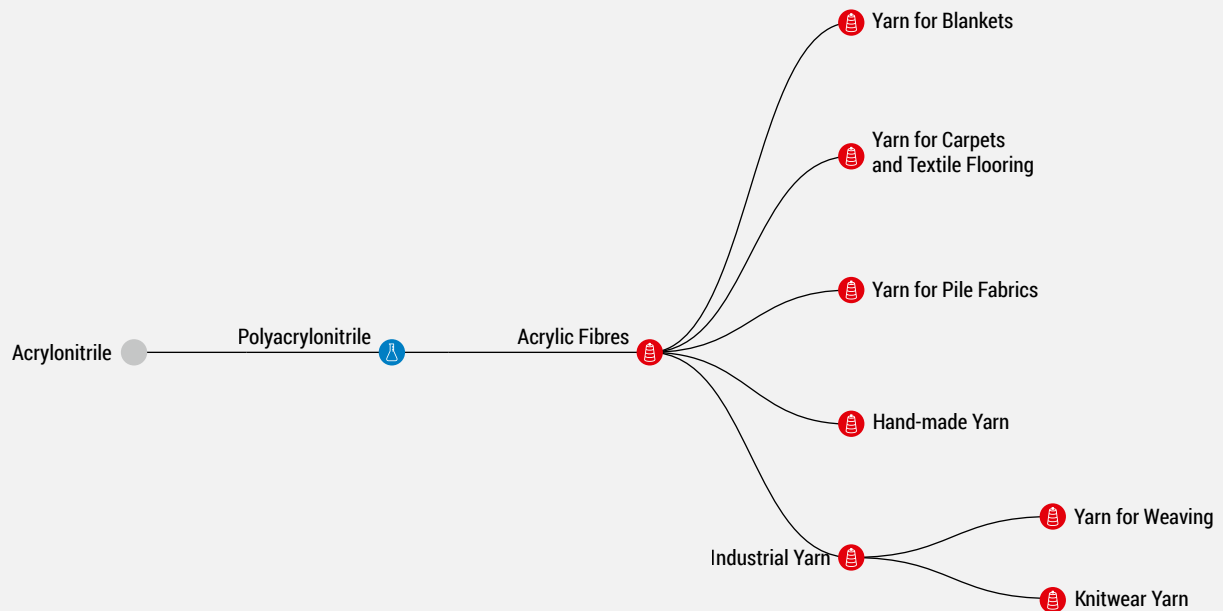 Yarn for Blankets
Yarn for Carpets
and Textile Flooring
Yarn for Pile Fabrics
Polyacrylonitrile
Acrylic Fibres
Acrylonitrile
Hand-made Yarn
Yarn for Weaving
Industrial Yarn
Knitwear Yarn